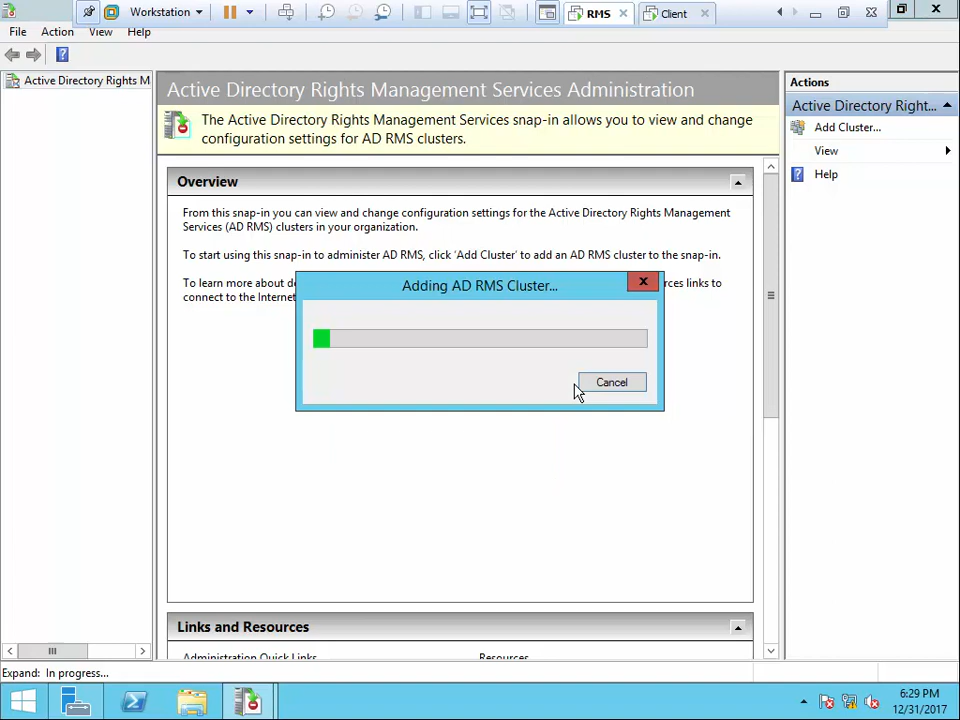 Workstation
RMS
Client
File Action View Help
Active Directory Rights M
Active Directory Rights Management Services Administration
The Active Directory Rights Management Services snap-in allows you to view and change
configuration settings for AD RMS clusters.
Overview
From this snap-in you can view and change configuration settings for the Active Directory Rights Management
Services (AD RMS) clusters in your organization.
To start using this snap-in to administer AD RMS, click 'Add Cluster' to add an AD RMS cluster to the snap-in.
To learn more about de
rces links to
connect to the Internet
Adding AD RMS Cluster...
Cancel
Links and Resources
Administration Quick Links
Resources
Actions
Active Directory Right...
Add Cluster...
View
Help
Expand: In progress...
6:29 PM
12/31/2017